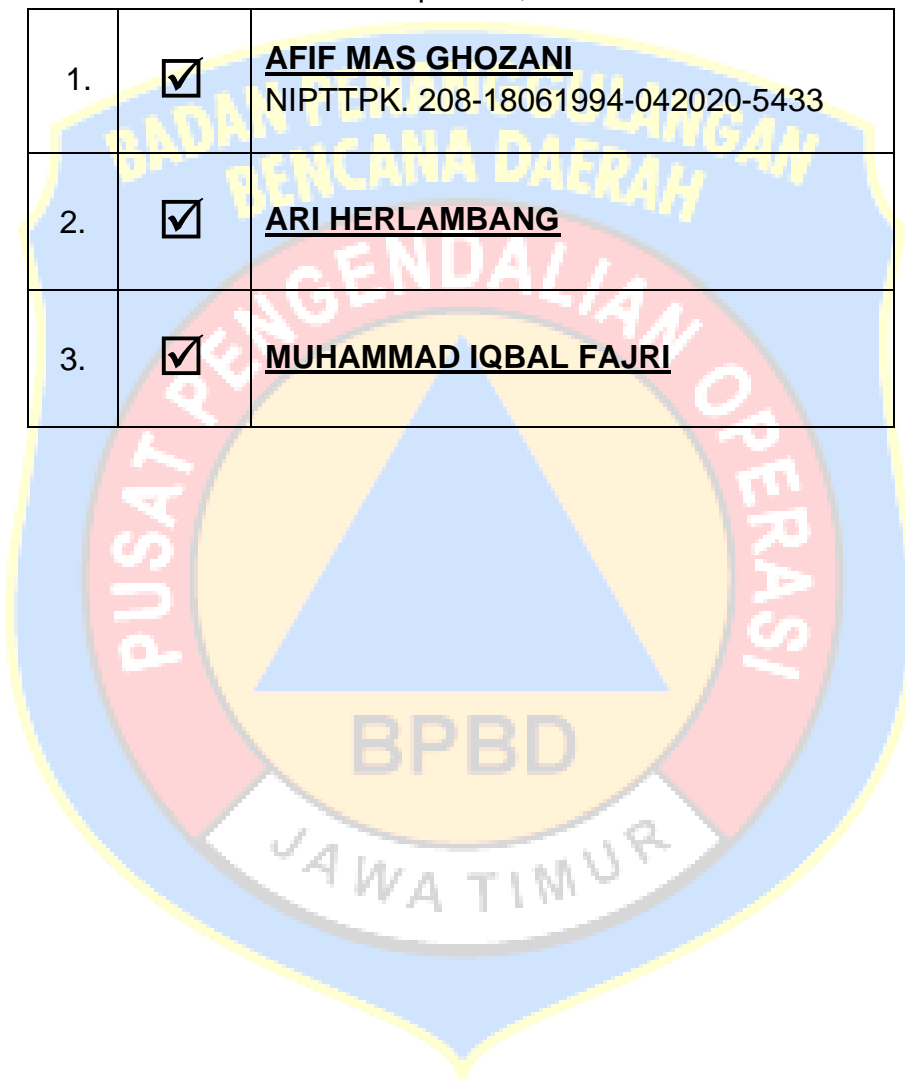 1. ☑ AFIF MAS GHOZANI
NIPTTPK. 208-18061994-042020-5433
2. ☑ ARI HERLAMBANG
3. ☑ MUHAMMAD IQBAL FAJRI
BADAN PENANGGULANGAN
BENCANA DAERAH
PUSAT PENGENDALIAN OPERASI
BPBD
JAWA TIMUR